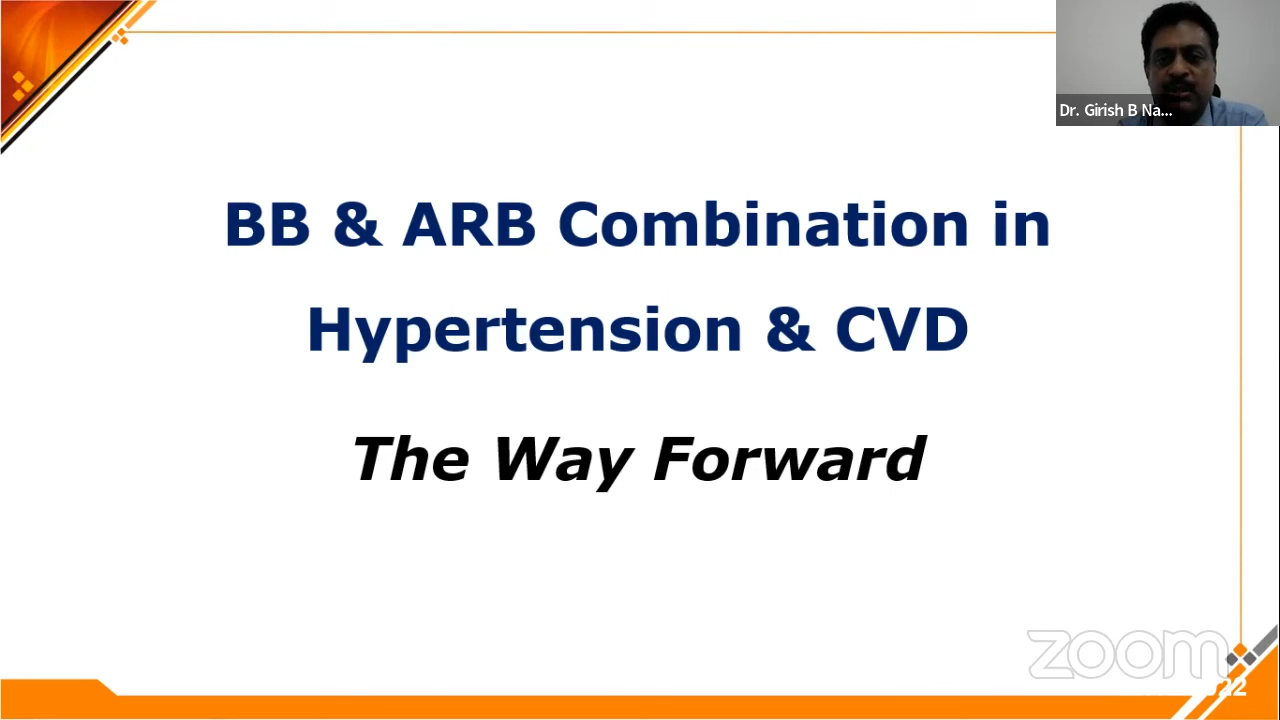 Dr. Girish B Na...
BB & ARB Combination in
Hypertension & CVD
The Way Forward
zoom